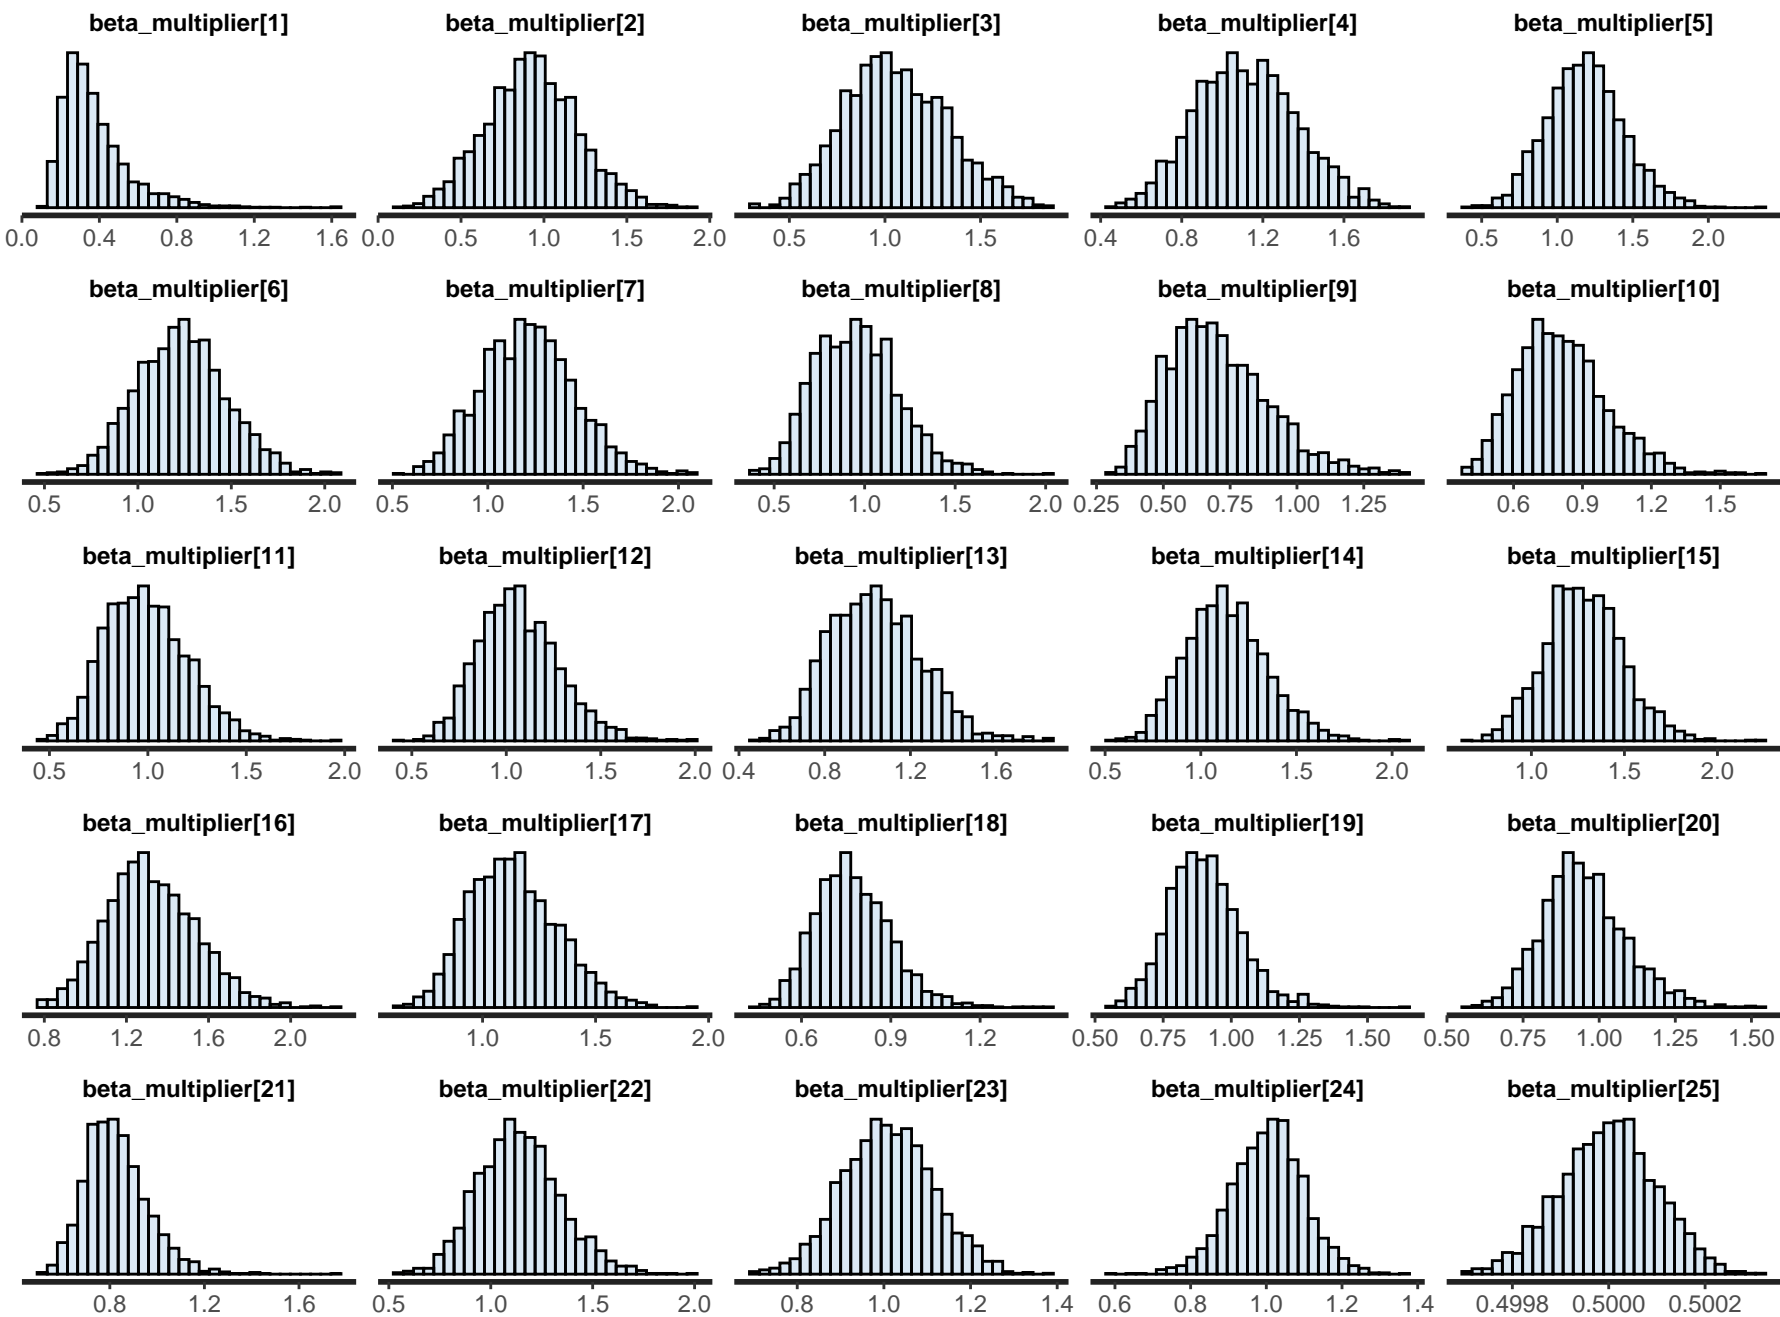 beta_multiplier[1] beta_multiplier[2] beta_multiplier[3] beta_multiplier[4] beta_multiplier[5]
0.0 0.4 0.8 1.2 1.6 0.0 0.5 1.0 1.5 2.0 0.5 1.0 1.5 0.4 0.8 1.2 1.6 0.5 1.0 1.5 2.0
beta_multiplier[6] beta_multiplier[7] beta_multiplier[8] beta_multiplier[9] beta_multiplier[10]
0.5 1.0 1.5 2.0 0.5 1.0 1.5 2.0 0.5 1.0 1.5 2.0 0.25 0.50 0.75 1.00 1.25 0.6 0.9 1.2 1.5
beta_multiplier[11] beta_multiplier[12] beta_multiplier[13] beta_multiplier[14] beta_multiplier[15]
0.5 1.0 1.5 2.0 0.5 1.0 1.5 2.0 0.4 0.8 1.2 1.6 0.5 1.0 1.5 2.0 1.0 1.5 2.0
beta_multiplier[16] beta_multiplier[17] beta_multiplier[18] beta_multiplier[19] beta_multiplier[20]
0.8 1.2 1.6 2.0 1.0 1.5 2.0 0.6 0.9 1.2 0.50 0.75 1.00 1.25 1.50 0.50 0.75 1.00 1.25 1.50
beta_multiplier[21] beta_multiplier[22] beta_multiplier[23] beta_multiplier[24] beta_multiplier[25]
0.8 1.2 1.6 0.5 1.0 1.5 2.0 0.8 1.0 1.2 1.4 0.6 0.8 1.0 1.2 1.4 0.4998 0.5000 0.5002